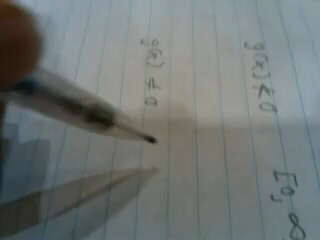 g(x) ≥ 0 [0, ∞
g(x) ≠ 0